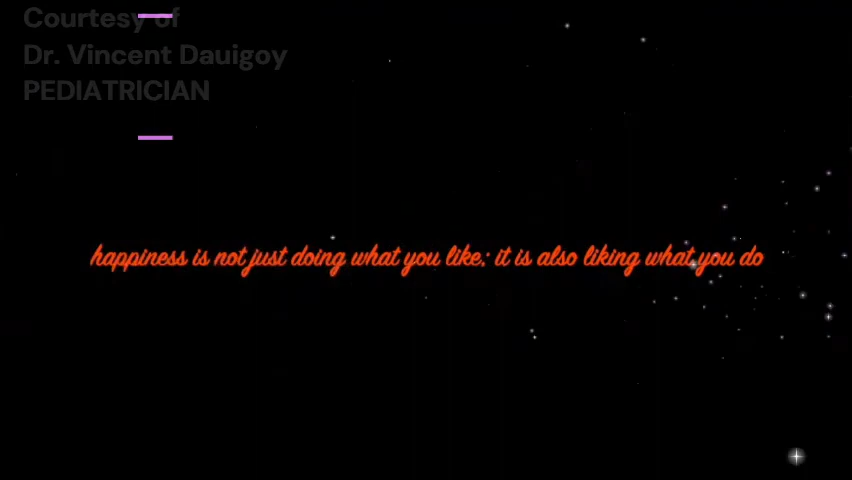 Courtesy of
Dr. Vincent Dauigoy
PEDIATRICIAN
happiness is not just doing what you like; it is also liking what you do